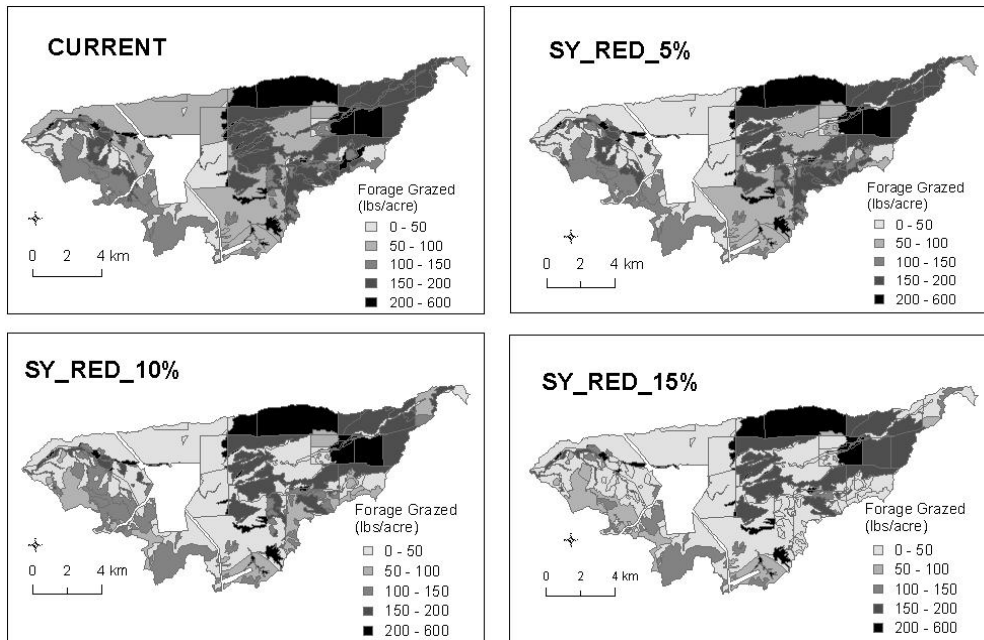 CURRENT
Forage Grazed
(lbs/acre)
0 - 50
50 - 100
100 - 150
150 - 200
200 - 600
0 2 4 km
SY_RED_5%
Forage Grazed
(lbs/acre)
0 - 50
50 - 100
100 - 150
150 - 200
200 - 600
0 2 4 km
SY_RED_10%
Forage Grazed
(lbs/acre)
0 - 50
50 - 100
100 - 150
150 - 200
200 - 600
0 2 4 km
SY_RED_15%
Forage Grazed
(lbs/acre)
0 - 50
50 - 100
100 - 150
150 - 200
200 - 600
0 2 4 km